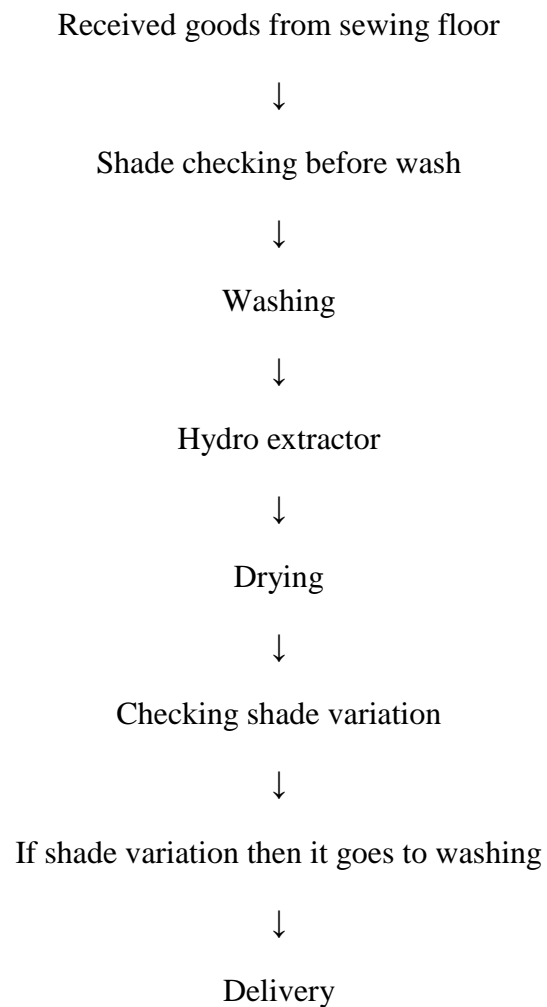 Received goods from sewing floor
↓
Shade checking before wash
↓
Washing
↓
Hydro extractor
↓
Drying
↓
Checking shade variation
↓
If shade variation then it goes to washing
↓
Delivery